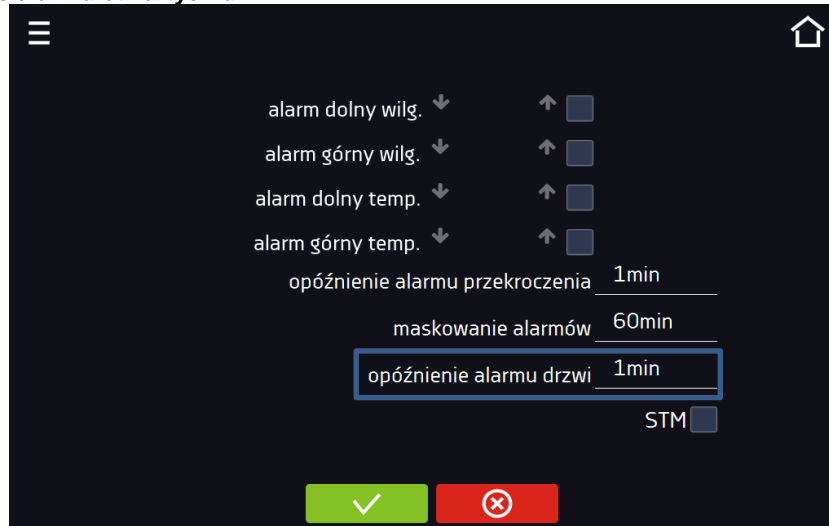 alarm dolny wilg.
alarm górny wilg.
alarm dolny temp.
alarm górny temp.
opóźnienie alarmu przekroczenia 1min
maskowanie alarmów 60min
opóźnienie alarmu drzwi 1min
STM